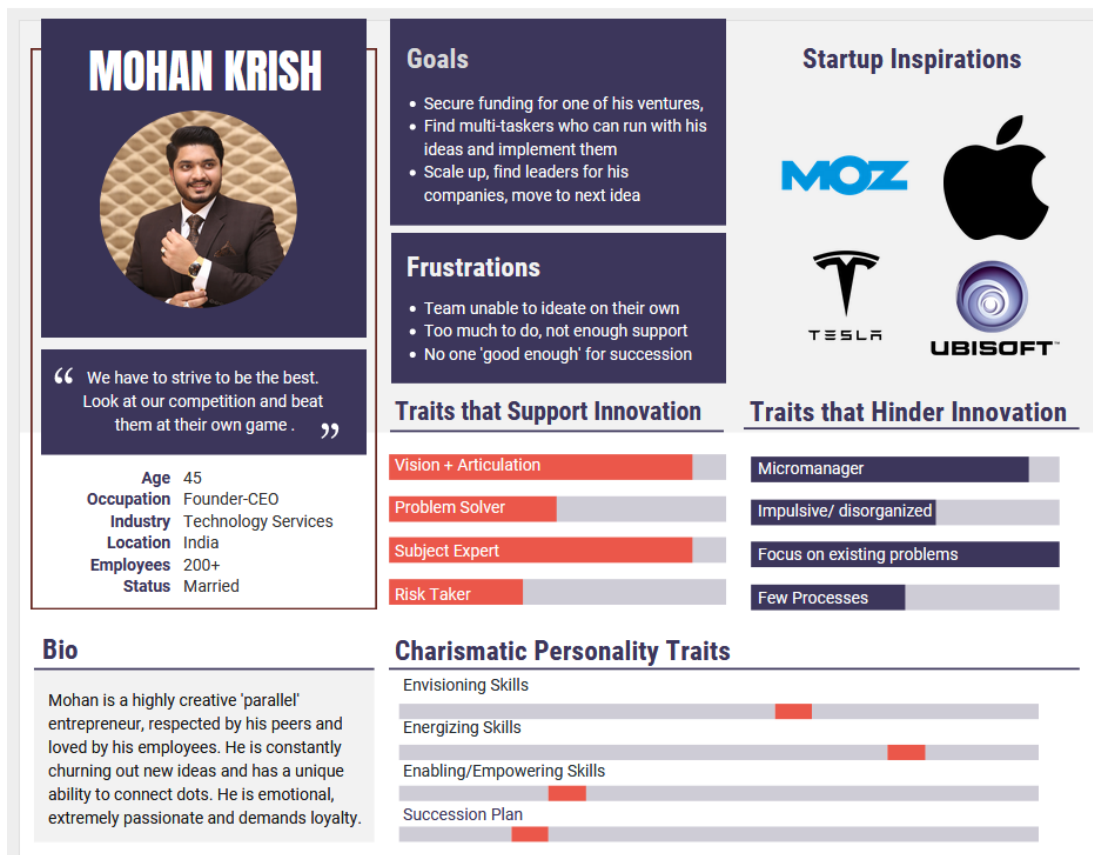 MOHAN KRISH
“ We have to strive to be the best.
Look at our competition and beat
them at their own game . ”
Age 45
Occupation Founder-CEO
Industry Technology Services
Location India
Employees 200+
Status Married
Goals
• Secure funding for one of his ventures,
• Find multi-taskers who can run with his
ideas and implement them
• Scale up, find leaders for his
companies, move to next idea
Frustrations
• Team unable to ideate on their own
• Too much to do, not enough support
• No one 'good enough' for succession
Startup Inspirations
MOZ
TESLA
UBISOFT™
Traits that Support Innovation
Vision + Articulation
Problem Solver
Subject Expert
Risk Taker
Traits that Hinder Innovation
Micromanager
Impulsive/ disorganized
Focus on existing problems
Few Processes
Bio
Mohan is a highly creative 'parallel'
entrepreneur, respected by his peers and
loved by his employees. He is constantly
churning out new ideas and has a unique
ability to connect dots. He is emotional,
extremely passionate and demands loyalty.
Charismatic Personality Traits
Envisioning Skills
Energizing Skills
Enabling/Empowering Skills
Succession Plan